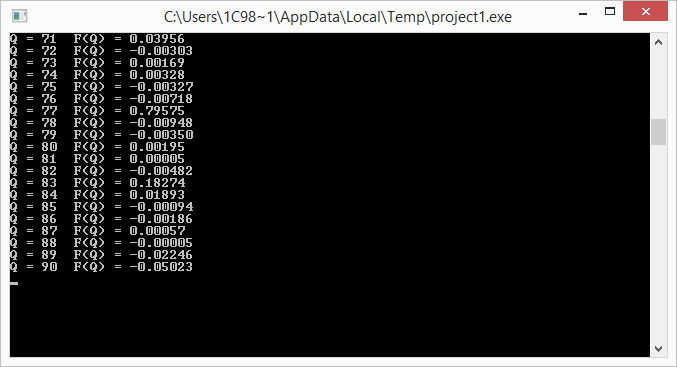 C:\Users\1C98~1\AppData\Local\Temp\project1.exe
Q = 71 F(Q) = 0.03956
Q = 72 F(Q) = -0.00303
Q = 73 F(Q) = 0.00169
Q = 74 F(Q) = 0.00328
Q = 75 F(Q) = -0.00327
Q = 76 F(Q) = -0.00718
Q = 77 F(Q) = 0.79575
Q = 78 F(Q) = -0.00948
Q = 79 F(Q) = -0.00350
Q = 80 F(Q) = 0.00195
Q = 81 F(Q) = 0.00005
Q = 82 F(Q) = -0.00482
Q = 83 F(Q) = 0.18274
Q = 84 F(Q) = 0.01893
Q = 85 F(Q) = -0.00094
Q = 86 F(Q) = -0.00186
Q = 87 F(Q) = 0.00057
Q = 88 F(Q) = -0.00005
Q = 89 F(Q) = -0.02246
Q = 90 F(Q) = -0.05023